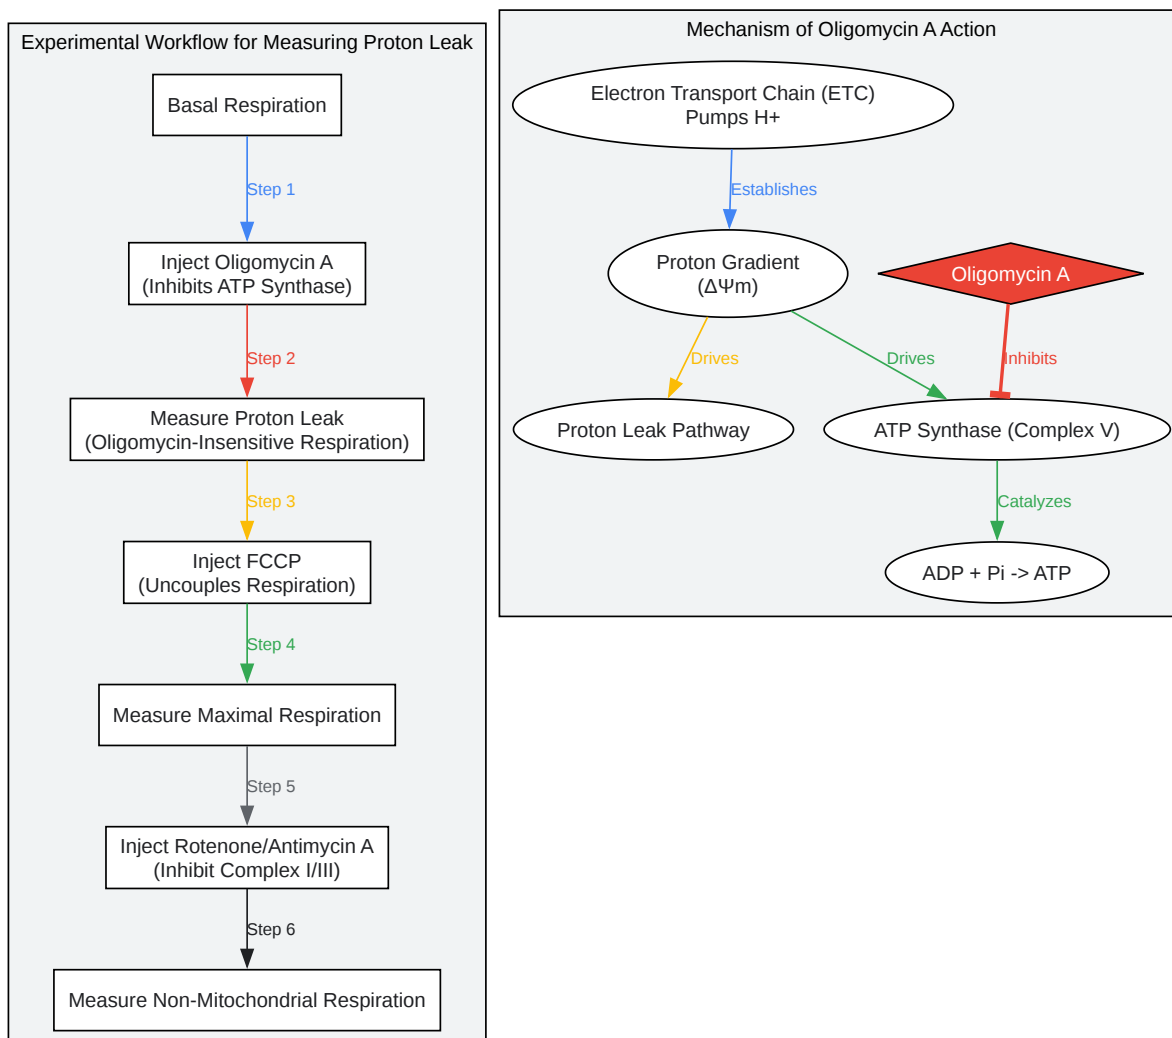 Experimental Workflow for Measuring Proton Leak
Basal Respiration
Step 1
Inject Oligomycin A
(Inhibits ATP Synthase)
Step 2
Measure Proton Leak
(Oligomycin-Insensitive Respiration)
Step 3
Inject FCCP
(Uncouples Respiration)
Step 4
Measure Maximal Respiration
Step 5
Inject Rotenone/Antimycin A
(Inhibit Complex I/III)
Step 6
Measure Non-Mitochondrial Respiration
Mechanism of Oligomycin A Action
Electron Transport Chain (ETC)
Pumps H+
Establishes
Proton Gradient
(ΔΨm)
Oligomycin A
Drives
Drives
Inhibits
Proton Leak Pathway
ATP Synthase (Complex V)
Catalyzes
ADP + Pi -> ATP